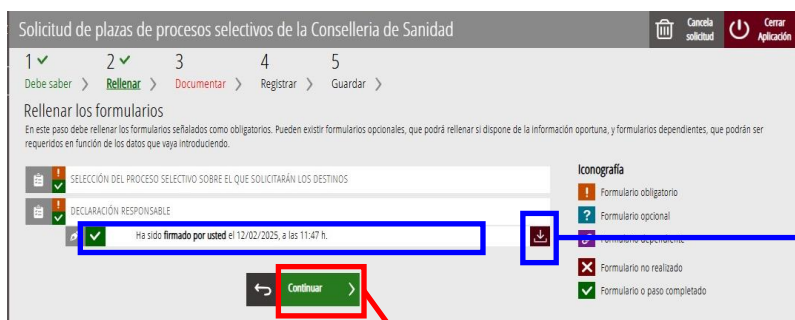 Solicitud de plazas de procesos selectivos de la Conselleria de Sanidad
Cancela solicitud
Cerrar Aplicación
1 2 3 4 5
Debe saber Rellenar Documentar Registrar Guardar
Rellenar los formularios
En este paso debe rellenar los formularios señalados como obligatorios. Pueden existir formularios opcionales, que podrá rellenar si dispone de la información oportuna, y formularios dependientes, que podrán ser
requeridos en función de los datos que vaya introduciendo.
SELECCIÓN DEL PROCESO SELECTIVO SOBRE EL QUE SOLICITARÁN LOS DESTINOS
DECLARACIÓN RESPONSABLE
Ha sido firmado por usted el 12/02/2025, a las 11:47 h.
Continuar
Iconografía
! Formulario obligatorio
? Formulario opcional
Formulario dependiente
Formulario no realizado
Formulario o paso completado